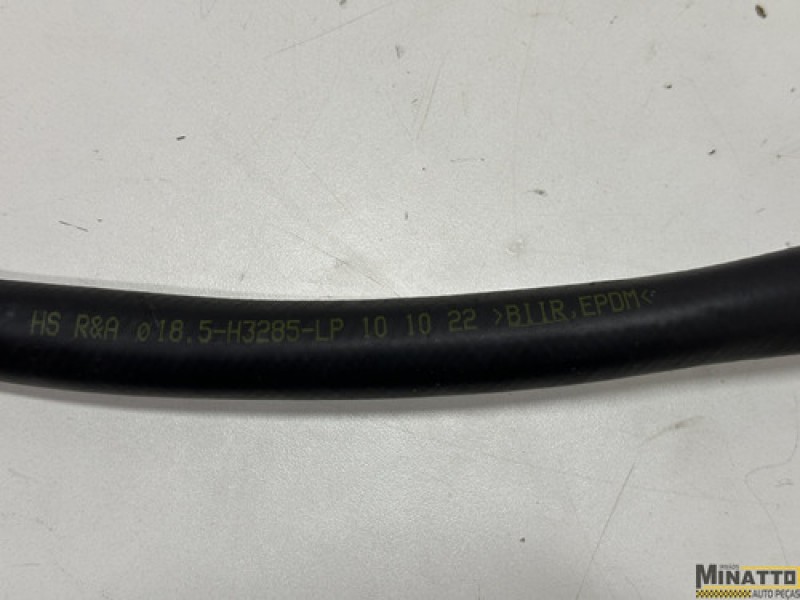 HS R&A ø18.5-H3285-LP 10 10 22 >BIIR,EPDM<
MINATTO
AUTO PEÇAS